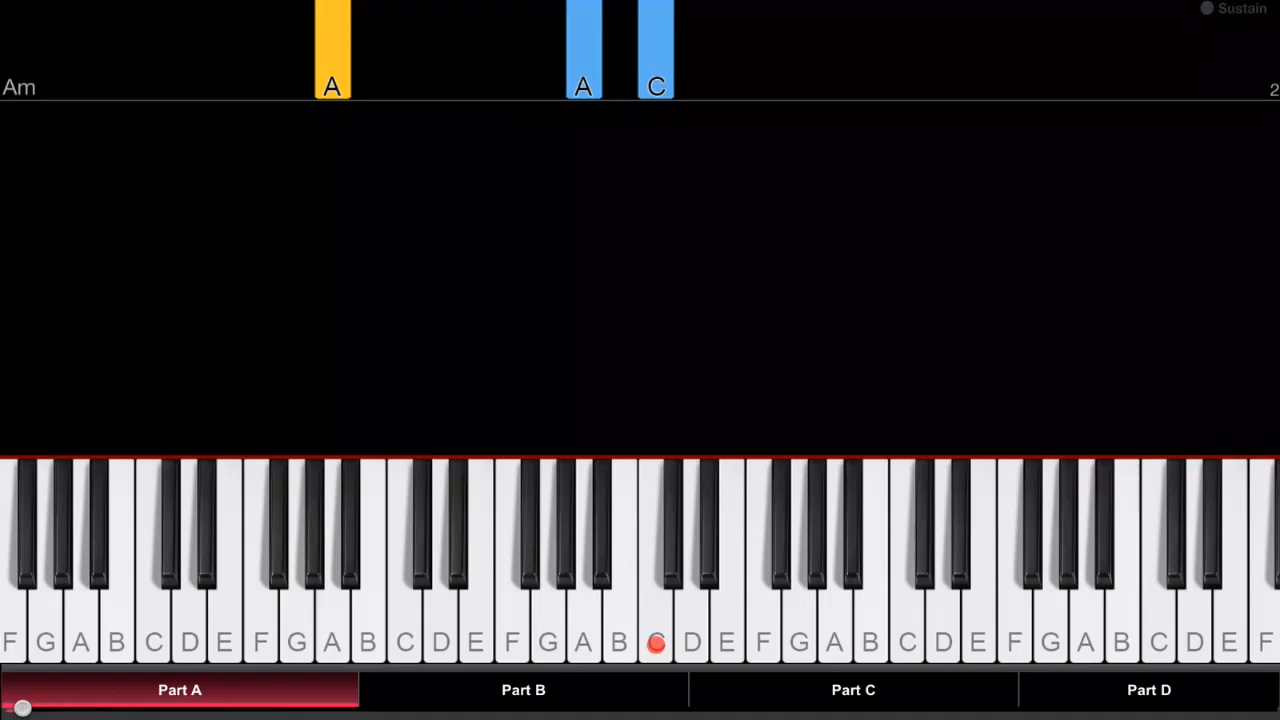 Sustain
A A C
Am
2
F G A B C D E F G A B C D E F G A B C D E F G A B C D E F G A B C D E F
Part A Part B Part C Part D